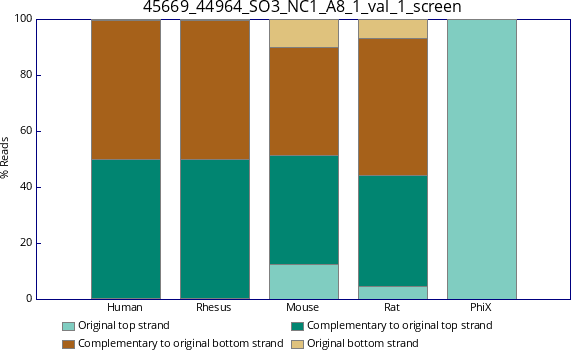 45669_44964_SO3_NC1_A8_1_val_1_screen
100
80
60
40
20
0
% Reads
Human Rhesus Mouse Rat PhiX
Original top strand Complementary to original top strand
Complementary to original bottom strand Original bottom strand